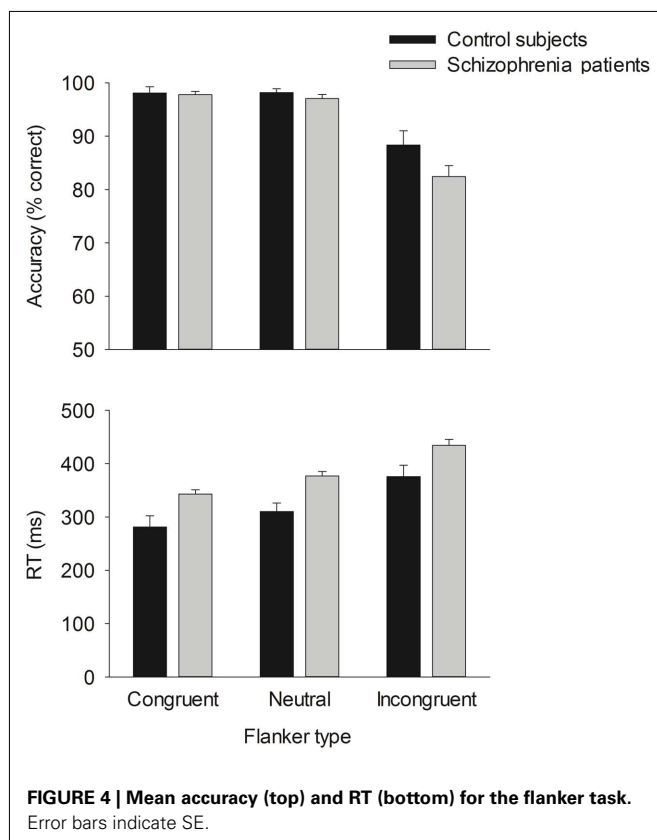 Control subjects
Schizophrenia patients
Accuracy (% correct)
100
90
80
70
60
50
RT (ms)
500
400
300
200
100
0
Congruent Neutral Incongruent
Flanker type
FIGURE 4 | Mean accuracy (top) and RT (bottom) for the flanker task.
Error bars indicate SE.